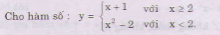 Cho hàm số : y = { x + 1 với x ≥ 2
x² − 2 với x < 2.